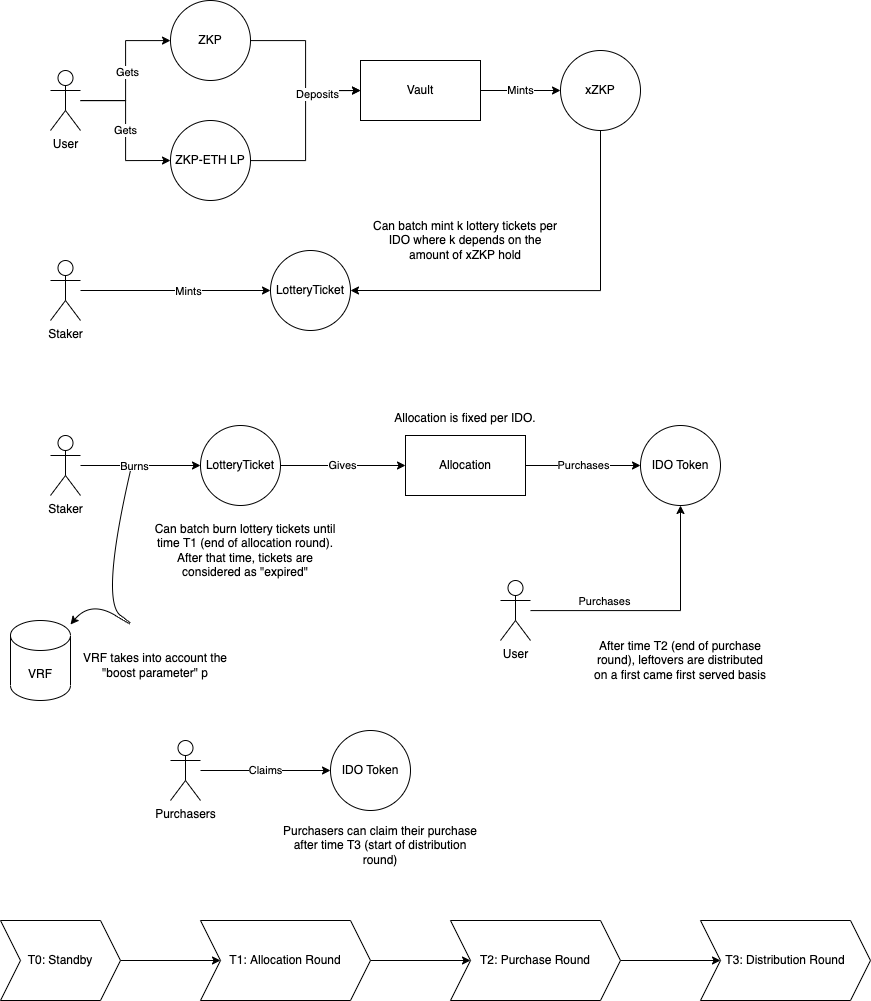 ZKP
Gets
User
Gets
ZKP-ETH LP
Deposits
Vault
Mints
xZKP
Can batch mint k lottery tickets per
IDO where k depends on the
amount of xZKP hold
Staker
Mints
LotteryTicket
Allocation is fixed per IDO.
Staker
Burns
LotteryTicket
Gives
Allocation
Purchases
IDO Token
Can batch burn lottery tickets until
time T1 (end of allocation round).
After that time, tickets are
considered as "expired"
User
Purchases
After time T2 (end of purchase
round), leftovers are distributed
on a first came first served basis
VRF
VRF takes into account the
"boost parameter" p
Purchasers
Claims
IDO Token
Purchasers can claim their purchase
after time T3 (start of distribution
round)
T0: Standby
T1: Allocation Round
T2: Purchase Round
T3: Distribution Round